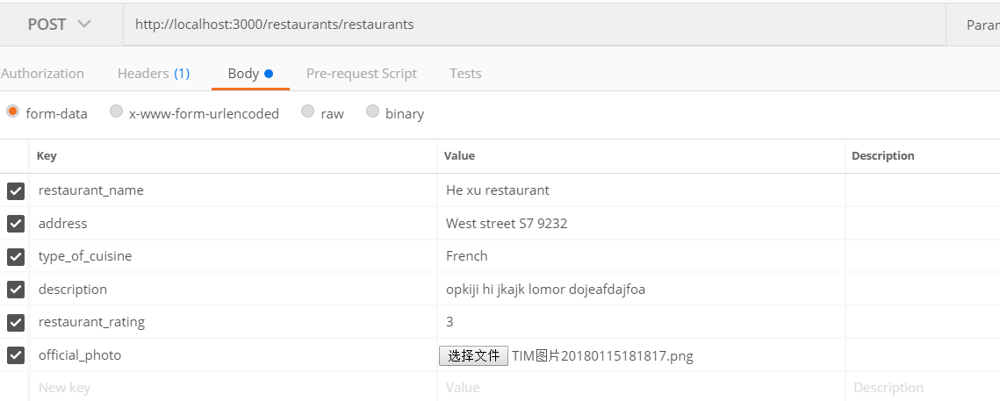 POST http://localhost:3000/restaurants/restaurants Param
Authorization Headers (1) Body Pre-request Script Tests
form-data x-www-form-urlencoded raw binary
Key Value Description
restaurant_name He xu restaurant
address West street S7 9232
type_of_cuisine French
description opkiji hi jkajk lomor dojeafdajfoa
restaurant_rating 3
official_photo 选择文件 TIM图片20180115181817.png
New key Value Description